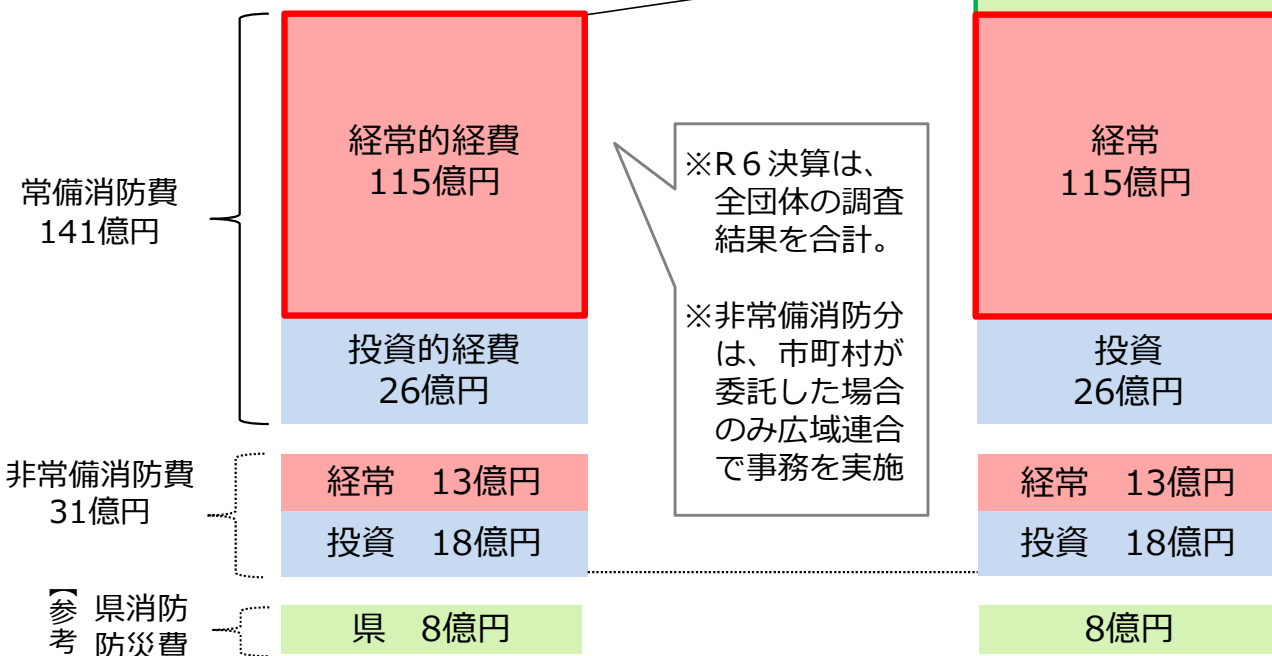 常備消防費
141億円
経常的経費
115億円
投資的経費
26億円
※R6決算は、
全団体の調査
結果を合計。
※非常備消防分
は、市町村が
委託した場合
のみ広域連合
で事務を実施
経常
115億円
投資
26億円
非常備消防費
31億円
経常 13億円
投資 18億円
経常 13億円
投資 18億円
【参考
県消防
防災費
県 8億円
8億円